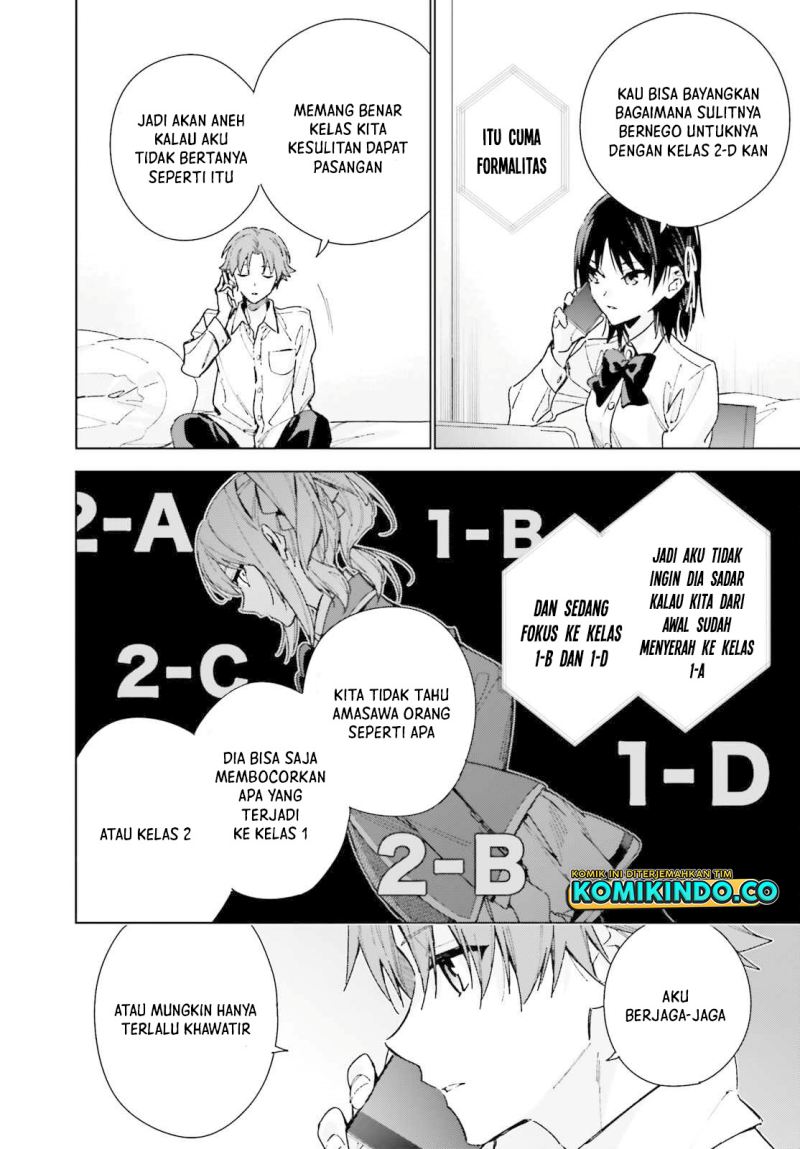 KAU BISA BAYANGKAN
BAGAIMANA SULITNYA
BERNEGO UNTUKNYA
DENGAN KELAS 2-D KAN
ITU CUMA
FORMALITAS
MEMANG BENAR
KELAS KITA
KESULITAN DAPAT
PASANGAN
JADI AKAN ANEH
KALAU AKU
TIDAK BERTANYA
SEPERTI ITU
2-A
1-B
2-C
1-D
2-B
JADI AKU TIDAK
INGIN DIA SADAR
KALAU KITA DARI
AWAL SUDAH
MENYERAH KE KELAS
1-A
DAN SEDANG
FOKUS KE KELAS
1-B DAN 1-D
KITA TIDAK TAHU
AMASAWA ORANG
SEPERTI APA
DIA BISA SAJA
MEMBOCORKAN
APA YANG
TERJADI
KE KELAS 1
ATAU KELAS 2
KOMIK INI DITERJEMAHKAN TIM
KOMIKINDO.CO
AKU
BERJAGA-JAGA
ATAU MUNGKIN HANYA
TERLALU KHAWATIR